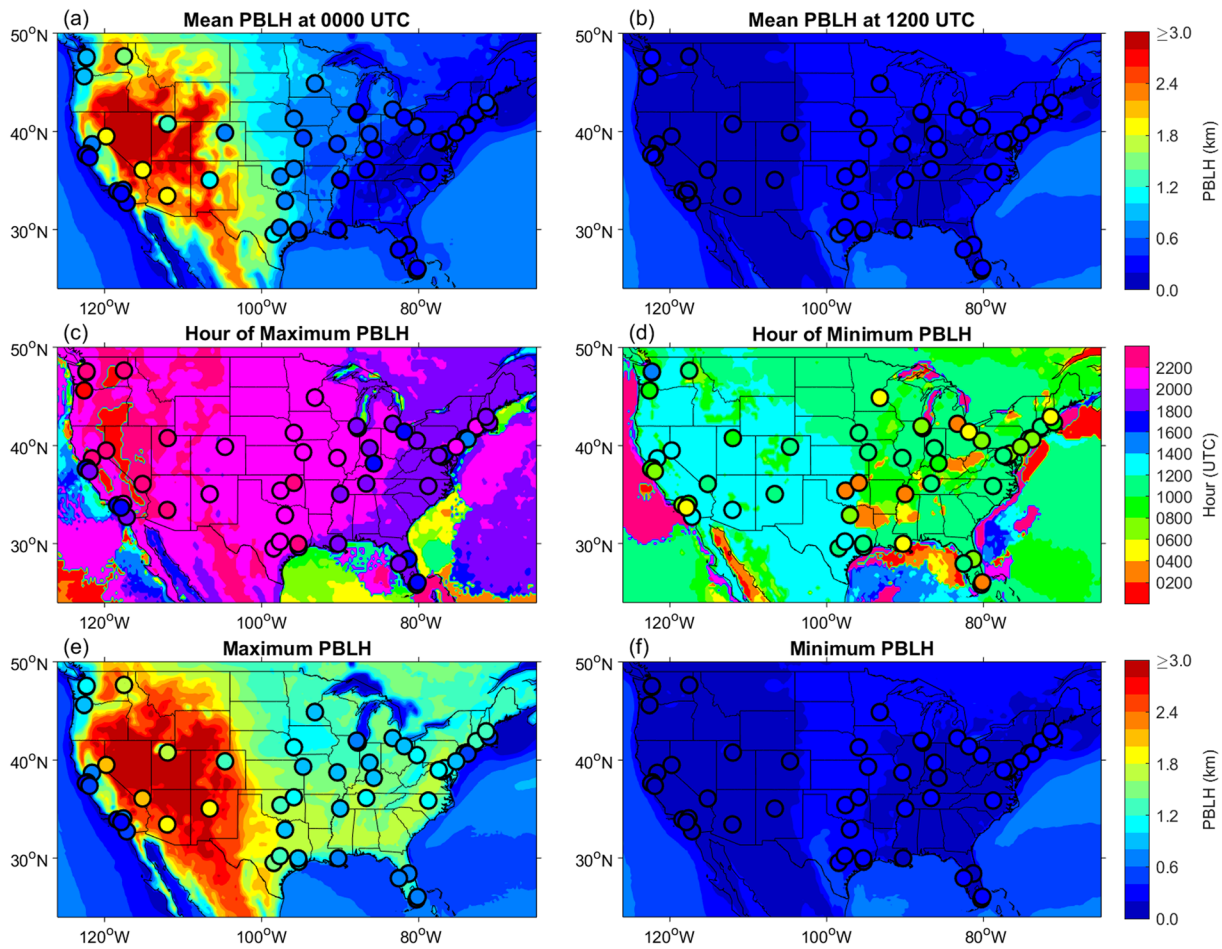 (a) Mean PBLH at 0000 UTC
(b) Mean PBLH at 1200 UTC
50°N
40°N
30°N
120°W 100°W 80°W
50°N
40°N
30°N
120°W 100°W 80°W
≥3.0
2.4
1.8
1.2
0.6
0.0
PBLH (km)
(c) Hour of Maximum PBLH
(d) Hour of Minimum PBLH
50°N
40°N
30°N
120°W 100°W 80°W
50°N
40°N
30°N
120°W 100°W 80°W
2200
2000
1800
1600
1400
1200
1000
0800
0600
0400
0200
Hour (UTC)
(e) Maximum PBLH
(f) Minimum PBLH
50°N
40°N
30°N
120°W 100°W 80°W
50°N
40°N
30°N
120°W 100°W 80°W
≥3.0
2.4
1.8
1.2
0.6
0.0
PBLH (km)